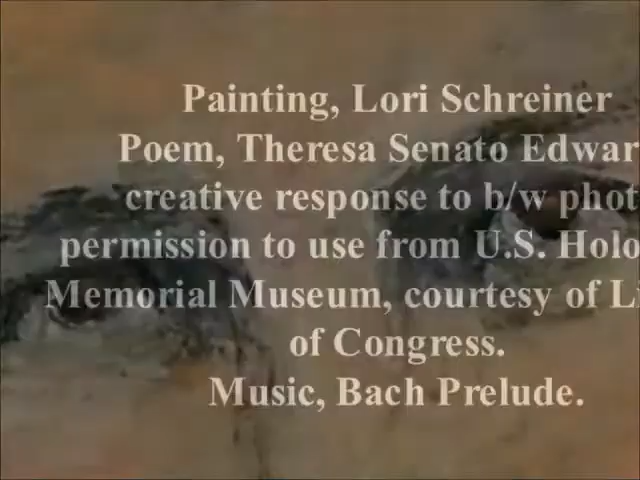 Painting, Lori Schreiner
Poem, Theresa Senato Edwar
creative response to b/w phot
permission to use from U.S. Holo
Memorial Museum, courtesy of Li
of Congress.
Music, Bach Prelude.